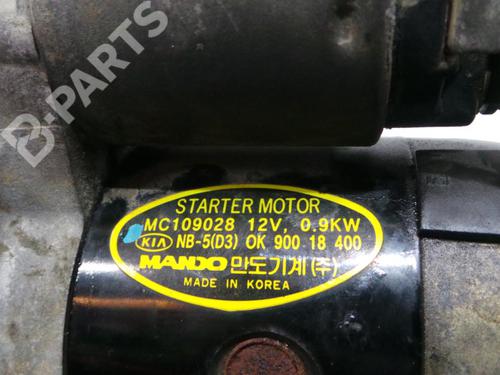 B-PARTS
STARTER MOTOR
MC109028 12V, 0.9KW
KIA NB-5(D3) OK 900 18 400
MANDO 만도기계(주)
MADE IN KOREA